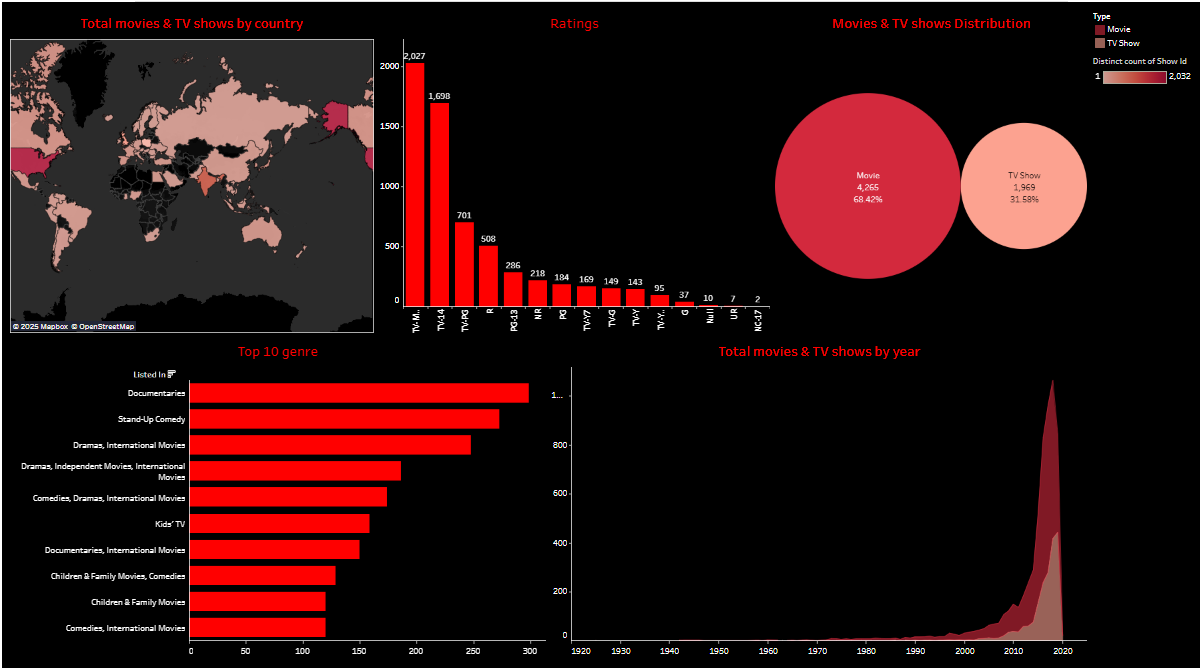 Total movies & TV shows by country
© 2025 Mapbox © OpenStreetMap
Ratings
2000
1500
1000
500
0
2,027
1,698
701
508
286
218
184
169
149
143
95
37
10
7
2
TV-M..
TV-14
TV-PG
R
PG-13
NR
PG
TV-Y7
TV-G
TV-Y
TV-Y..
G
Null
UR
NC-17
Movies & TV shows Distribution
Movie
4,265
68.42%
TV Show
1,969
31.58%
Type
Movie
TV Show
Distinct count of Show Id
1 2,032
Top 10 genre
Listed In
Documentaries
Stand-Up Comedy
Dramas, International Movies
Dramas, Independent Movies, International
Movies
Comedies, Dramas, International Movies
Kids' TV
Documentaries, International Movies
Children & Family Movies, Comedies
Children & Family Movies
Comedies, International Movies
0 50 100 150 200 250 300
Total movies & TV shows by year
1...
800
600
400
200
0
1920 1930 1940 1950 1960 1970 1980 1990 2000 2010 2020